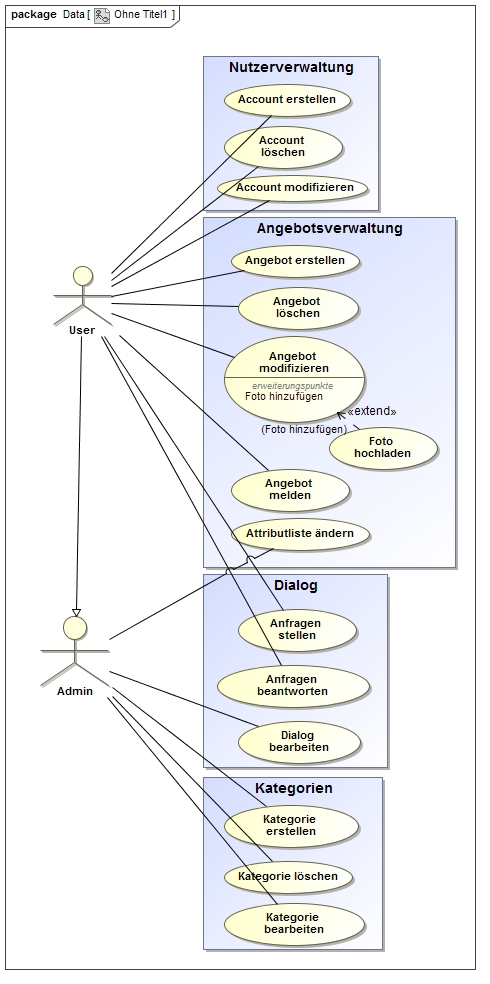 package Data [ Ohne Titel1 ]
Nutzerverwaltung
Account erstellen
Account
löschen
Account modifizieren
Angebotsverwaltung
Angebot erstellen
Angebot
löschen
Angebot
modifizieren
erweiterungspunkte
Foto hinzufügen
«extend»
(Foto hinzufügen)
Foto
hochladen
Angebot
melden
Attributliste ändern
User
Dialog
Anfragen
stellen
Anfragen
beantworten
Dialog
bearbeiten
Admin
Kategorien
Kategorie
erstellen
Kategorie löschen
Kategorie
bearbeiten